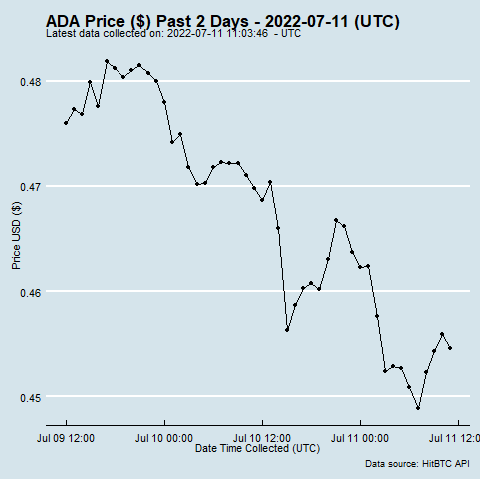 ADA Price ($) Past 2 Days - 2022-07-11 (UTC)
Latest data collected on: 2022-07-11 11:03:46 - UTC
0.48
0.47
0.46
0.45
Price USD ($)
Jul 09 12:00
Jul 10 00:00
Jul 10 12:00
Jul 11 00:00
Jul 11 12:00
Date Time Collected (UTC)
Data source: HitBTC API